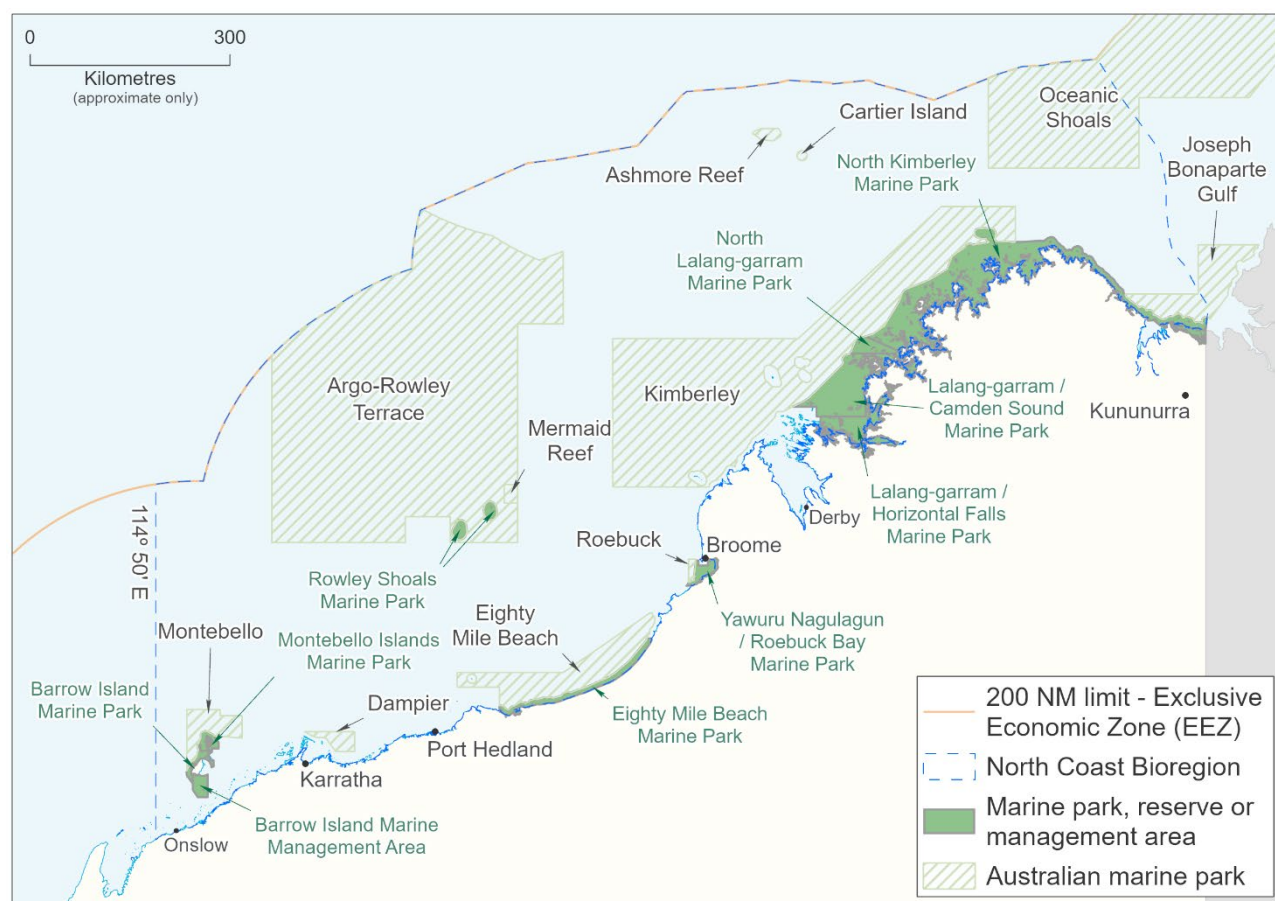 0
300
Kilometres
(approximate only)
Oceanic
Shoals
Cartier Island
Ashmore Reef
Joseph
Bonaparte
Gulf
North Kimberley
Marine Park
North
Lalang-garram
Marine Park
Argo-Rowley
Terrace
Kimberley
Mermaid
Reef
Lalang-garram /
Camden Sound
Marine Park
Kununurra
Lalang-garram /
Horizontal Falls
Marine Park
Derby
114º 50' E
Roebuck
Broome
Rowley Shoals
Marine Park
Eighty
Mile Beach
Yawuru Nagulagun
/ Roebuck Bay
Marine Park
Montebello
Montebello Islands
Marine Park
Barrow Island
Marine Park
Dampier
Eighty Mile Beach
Marine Park
Port Hedland
Karratha
Onslow
Barrow Island Marine
Management Area
200 NM limit - Exclusive
Economic Zone (EEZ)
North Coast Bioregion
Marine park, reserve or
management area
Australian marine park